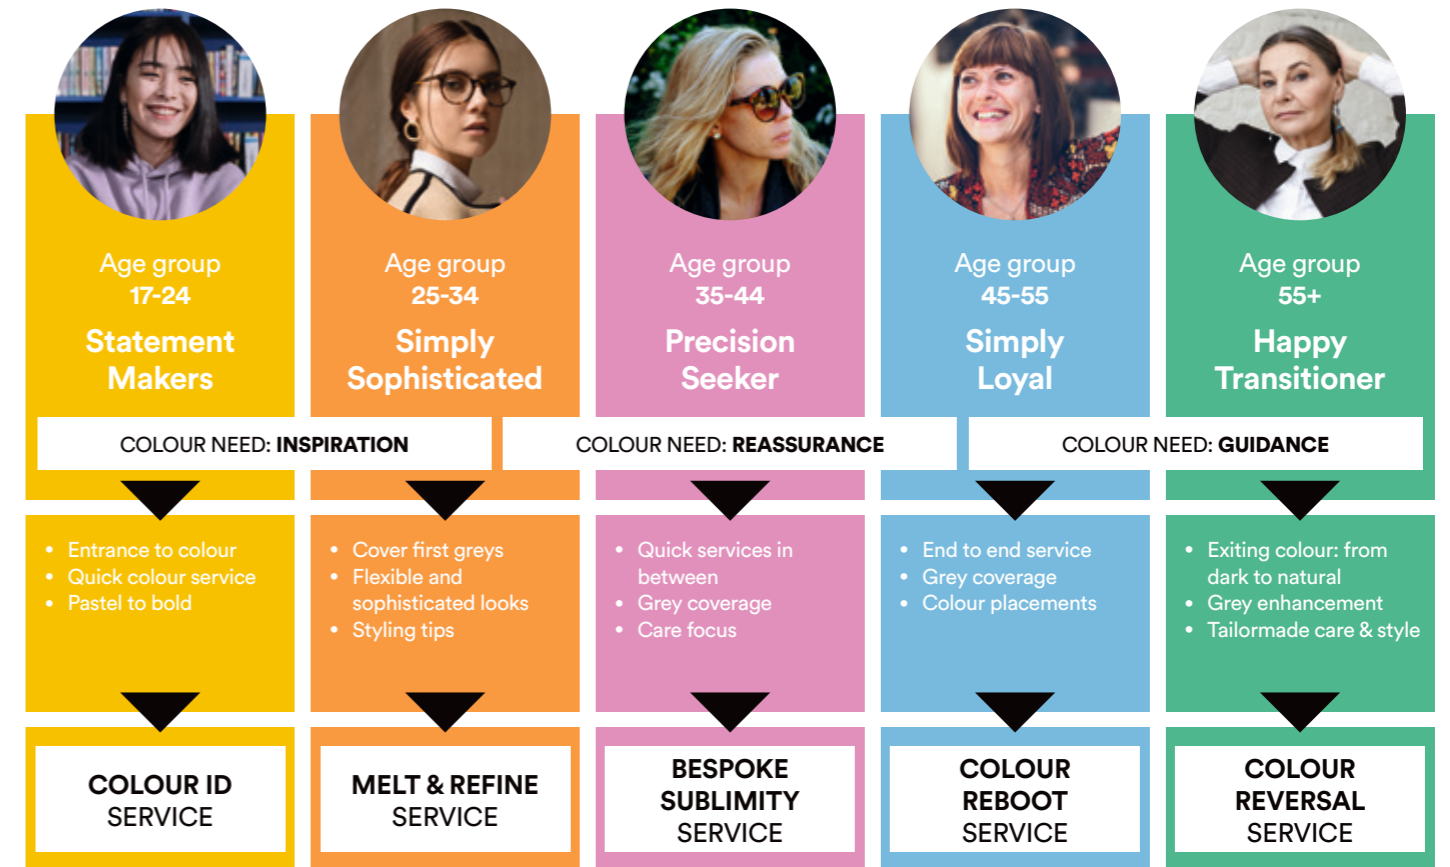 Age group
17-24
Statement
Makers
Age group
25-34
Simply
Sophisticated
Age group
35-44
Precision
Seeker
Age group
45-55
Simply
Loyal
Age group
55+
Happy
Transitioner
COLOUR NEED: INSPIRATION
COLOUR NEED: REASSURANCE
COLOUR NEED: GUIDANCE
• Entrance to colour
• Quick colour service
• Pastel to bold
• Cover first greys
• Flexible and
sophisticated looks
• Styling tips
• Quick services in
between
• Grey coverage
• Care focus
• End to end service
• Grey coverage
• Colour placements
• Exiting colour: from
dark to natural
• Grey enhancement
• Tailormade care & style
COLOUR ID
SERVICE
MELT & REFINE
SERVICE
BESPOKE
SUBLIMITY
SERVICE
COLOUR
REBOOT
SERVICE
COLOUR
REVERSAL
SERVICE